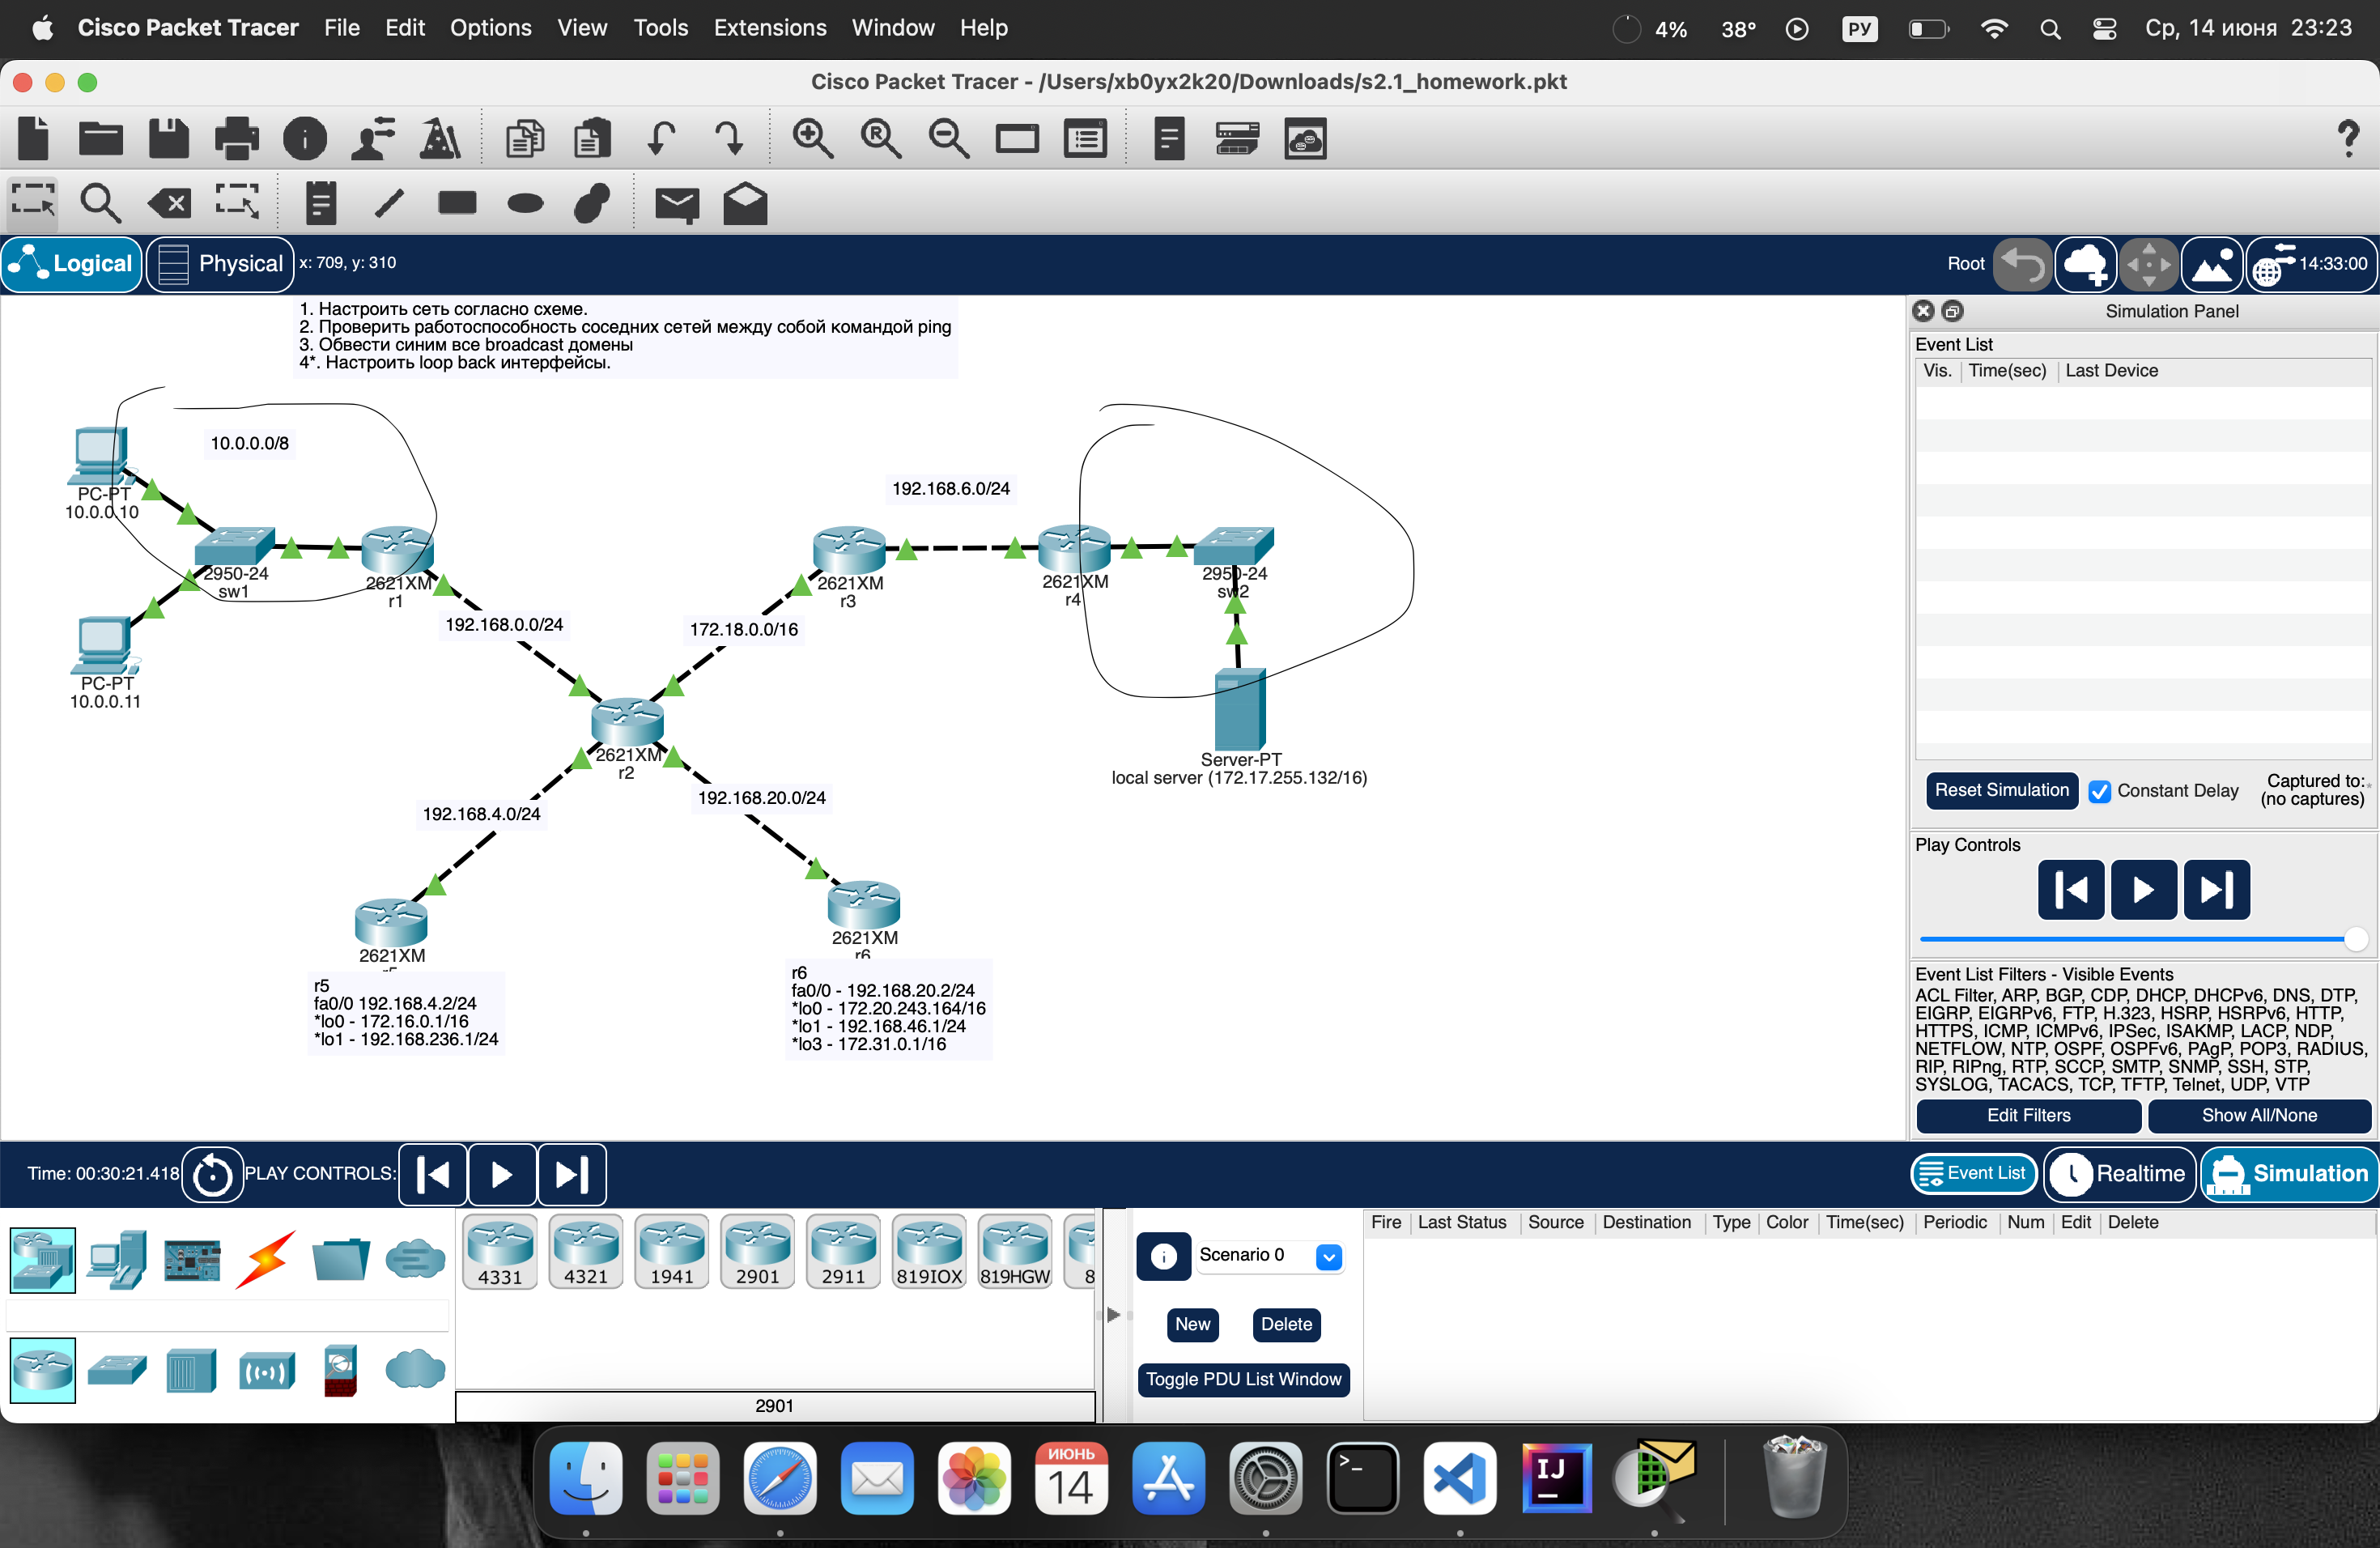 Cisco Packet Tracer File Edit Options View Tools Extensions Window Help
4% 38° РУ Ср, 14 июня 23:23
Cisco Packet Tracer - /Users/xb0yx2k20/Downloads/s2.1_homework.pkt
Logical
Physical
x: 709, y: 310
Root
14:33:00
1. Настроить сеть согласно схеме.
2. Проверить работоспособность соседних сетей между собой командой ping
3. Обвести синим все broadcast домены
4*. Настроить loop back интерфейсы.
10.0.0.0/8
PC-PT
10.0.0.10
2950-24
sw1
2621XM
r1
PC-PT
10.0.0.11
192.168.0.0/24
172.18.0.0/16
192.168.6.0/24
2621XM
r3
2621XM
r4
2950-24
sw2
2621XM
r2
Server-PT
local server (172.17.255.132/16)
192.168.4.0/24
192.168.20.0/24
2621XM
2621XM
r6
r5
fa0/0 192.168.4.2/24
*lo0 - 172.16.0.1/16
*lo1 - 192.168.236.1/24
r6
fa0/0 - 192.168.20.2/24
*lo0 - 172.20.243.164/16
*lo1 - 192.168.46.1/24
*lo3 - 172.31.0.1/16
Simulation Panel
Event List
Vis. Time(sec) Last Device
Reset Simulation
Constant Delay
Captured to:*
(no captures)
Play Controls
Event List Filters - Visible Events
ACL Filter, ARP, BGP, CDP, DHCP, DHCPv6, DNS, DTP,
EIGRP, EIGRPv6, FTP, H.323, HSRP, HSRPv6, HTTP,
HTTPS, ICMP, ICMPv6, IPSec, ISAKMP, LACP, NDP,
NETFLOW, NTP, OSPF, OSPFv6, PAgP, POP3, RADIUS,
RIP, RIPng, RTP, SCCP, SMTP, SNMP, SSH, STP,
SYSLOG, TACACS, TCP, TFTP, Telnet, UDP, VTP
Edit Filters
Show All/None
Time: 00:30:21.418
PLAY CONTROLS:
Event List
Realtime
Simulation
4331
4321
1941
2901
2911
819IOX
819HGW
8
2901
Scenario 0
New
Delete
Toggle PDU List Window
Fire Last Status Source Destination Type Color Time(sec) Periodic Num Edit Delete
ИЮНЬ
14
IJ